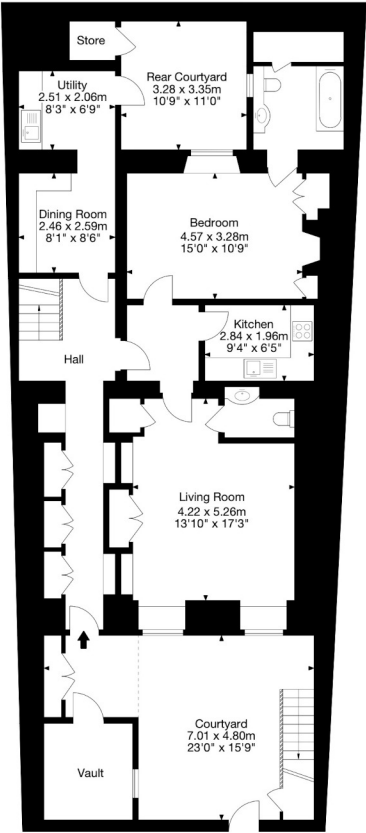 Store
Utility
2.51 x 2.06m
8'3" x 6'9"
Rear Courtyard
3.28 x 3.35m
10'9" x 11'0"
Dining Room
2.46 x 2.59m
8'1" x 8'6"
Bedroom
4.57 x 3.28m
15'0" x 10'9"
Kitchen
2.84 x 1.96m
9'4" x 6'5"
Hall
Living Room
4.22 x 5.26m
13'10" x 17'3"
Courtyard
7.01 x 4.80m
23'0" x 15'9"
Vault